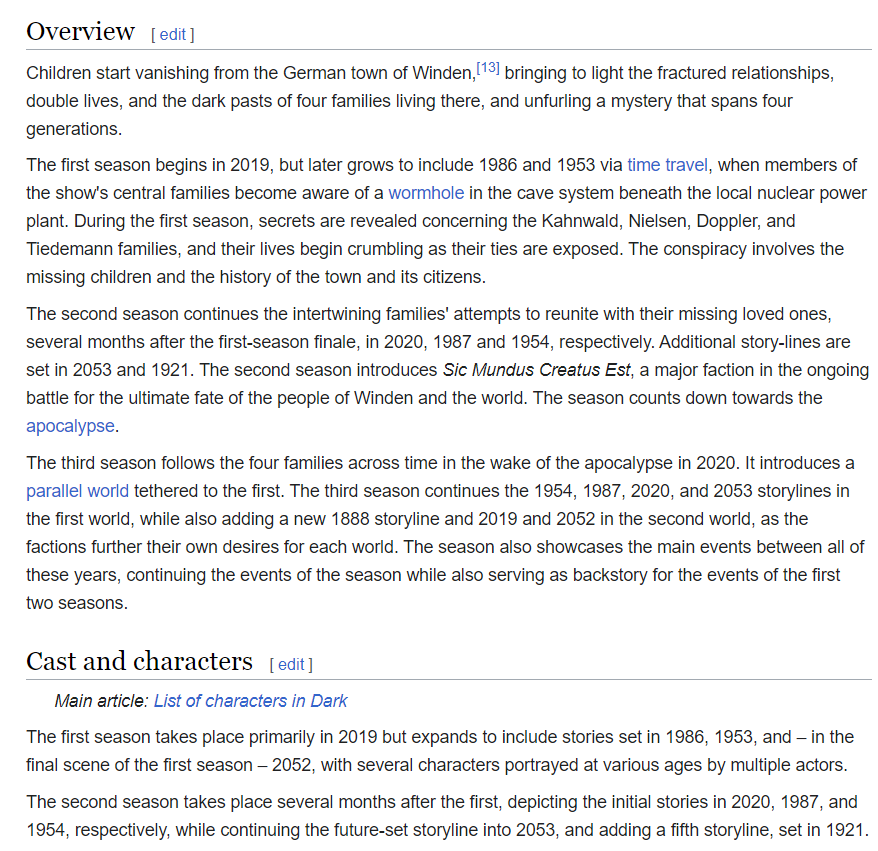 Overview [ edit ]
Children start vanishing from the German town of Winden,[13] bringing to light the fractured relationships,
double lives, and the dark pasts of four families living there, and unfurling a mystery that spans four
generations.
The first season begins in 2019, but later grows to include 1986 and 1953 via time travel, when members of
the show's central families become aware of a wormhole in the cave system beneath the local nuclear power
plant. During the first season, secrets are revealed concerning the Kahnwald, Nielsen, Doppler, and
Tiedemann families, and their lives begin crumbling as their ties are exposed. The conspiracy involves the
missing children and the history of the town and its citizens.
The second season continues the intertwining families' attempts to reunite with their missing loved ones,
several months after the first-season finale, in 2020, 1987 and 1954, respectively. Additional story-lines are
set in 2053 and 1921. The second season introduces Sic Mundus Creatus Est, a major faction in the ongoing
battle for the ultimate fate of the people of Winden and the world. The season counts down towards the
apocalypse.
The third season follows the four families across time in the wake of the apocalypse in 2020. It introduces a
parallel world tethered to the first. The third season continues the 1954, 1987, 2020, and 2053 storylines in
the first world, while also adding a new 1888 storyline and 2019 and 2052 in the second world, as the
factions further their own desires for each world. The season also showcases the main events between all of
these years, continuing the events of the season while also serving as backstory for the events of the first
two seasons.
Cast and characters [ edit ]
Main article: List of characters in Dark
The first season takes place primarily in 2019 but expands to include stories set in 1986, 1953, and – in the
final scene of the first season – 2052, with several characters portrayed at various ages by multiple actors.
The second season takes place several months after the first, depicting the initial stories in 2020, 1987, and
1954, respectively, while continuing the future-set storyline into 2053, and adding a fifth storyline, set in 1921.